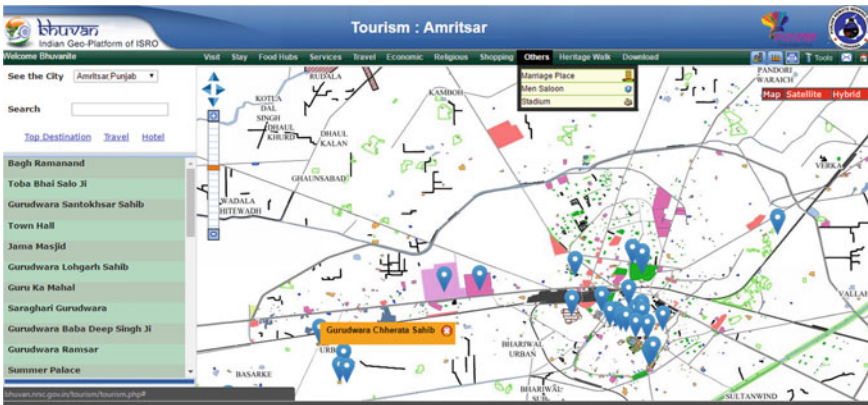 bhuvan
Indian Geo-Platform of ISRO
Tourism : Amritsar
Welcome Bhuvanite
Visit Stay Food Hubs Services Travel Economic Religious Shopping Others Heritage Walk Download
Tools
See the City Amritsar,Punjab
Search
Top Destination Travel Hotel
Bagh Ramanand
Toba Bhai Salo Ji
Gurudwara Santokhsar Sahib
Town Hall
Jama Masjid
Gurudwara Lohgarh Sahib
Guru Ka Mahal
Saraghari Gurudwara
Gurudwara Baba Deep Singh Ji
Gurudwara Ramsar
Summer Palace
bhuvan.nrsc.gov.in/tourism/tourism.php#
Marriage Place
Men Saloon
Stadium
Map Satellite Hybrid
RUDALA
KAMBOH
PANDORI
WARAICH
KOTLA
DAL
SINGH
DHAUL
KHURD
DHAUL
KALAN
GHAUNSABAD
VERKA
WADALA
BHITEWADH
VALLAH
Gurudwara Chherata Sahib
URB
BHARIWAL
URBAN
BASARKE
BHARIWAL
SUB
SULTANWIND